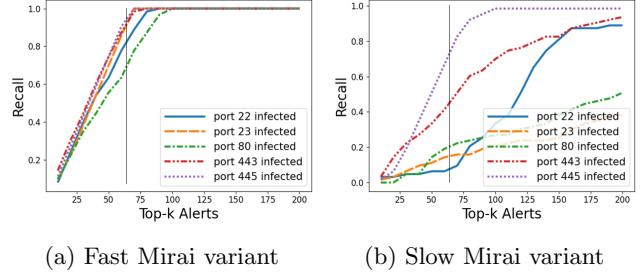 1.0
0.8
0.6
0.4
0.2
Recall
25 50 75 100 125 150 175 200
Top-k Alerts
port 22 infected
port 23 infected
port 80 infected
port 443 infected
port 445 infected
(a) Fast Mirai variant
1.0
0.8
0.6
0.4
0.2
0.0
Recall
25 50 75 100 125 150 175 200
Top-k Alerts
port 22 infected
port 23 infected
port 80 infected
port 443 infected
port 445 infected
(b) Slow Mirai variant